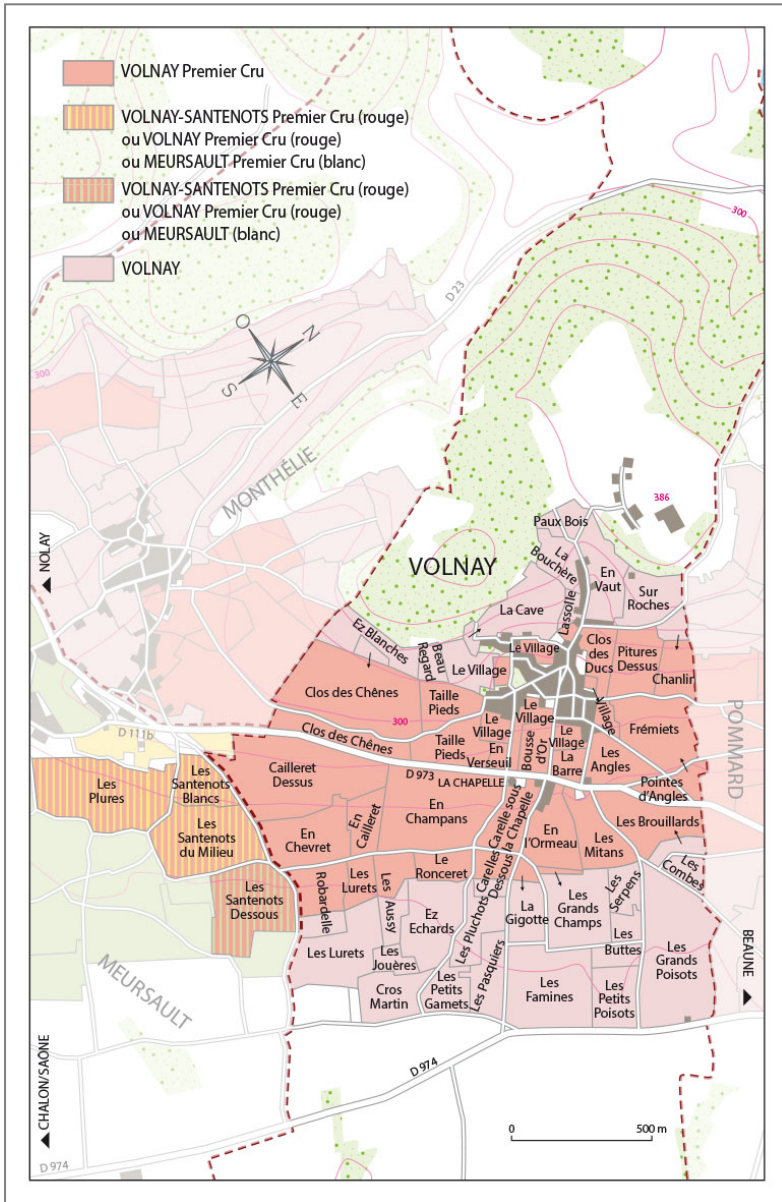 VOLNAY Premier Cru
VOLNAY-SANTENOTS Premier Cru (rouge)
ou VOLNAY Premier Cru (rouge)
ou MEURSAULT Premier Cru (blanc)
VOLNAY-SANTENOTS Premier Cru (rouge)
ou VOLNAY Premier Cru (rouge)
ou MEURSAULT (blanc)
VOLNAY
300
D 23
O
N
S
E
300
MONTHÉLIE
386
NOLAY
VOLNAY
Paux Bois
La
Bouchère
En
Vaut
Sur
Roches
Lassolle
La Cave
Ez Blanches
Beau
Regard
Le Village
Le Village
Clos
des
Ducs
Pitures
Dessus
Chanlin
Clos des Chênes
Taille
Pieds
300
Le
Village
Le
Village
Village
Frémiets
POMMARD
Clos des Chênes
Taille
Pieds
En
Verseuil
Bousse
d'Or
Le
Village
La
Barre
Les
Angles
D 111b
Les
Plures
Les
Santenots
Blancs
Cailleret
Dessus
D 973
LA CHAPELLE
Pointes
d'Angles
Les Santenots
du Milieu
En
Chevret
En
Cailleret
En
Champans
Carelle sous
la Chapelle
Carelles
Dessous
En
l'Ormeau
Les
Mitans
Les Brouillards
Les
Combes
Les
Santenots
Dessous
Robardelle
Les
Lurets
Les
Aussy
Le
Ronceret
Ez
Echards
Les Pluchots
La
Gigotte
Les
Grands
Champs
Les
Serpens
Les
Buttes
Les
Grands
Poisots
BEAUNE
Les Lurets
Les
Jouères
Cros
Martin
Les
Petits
Gamets
Les Pasquiers
Les
Famines
Les
Petits
Poisots
MEURSAULT
CHALON/SAÔNE
D 974
D 974
0
500 m